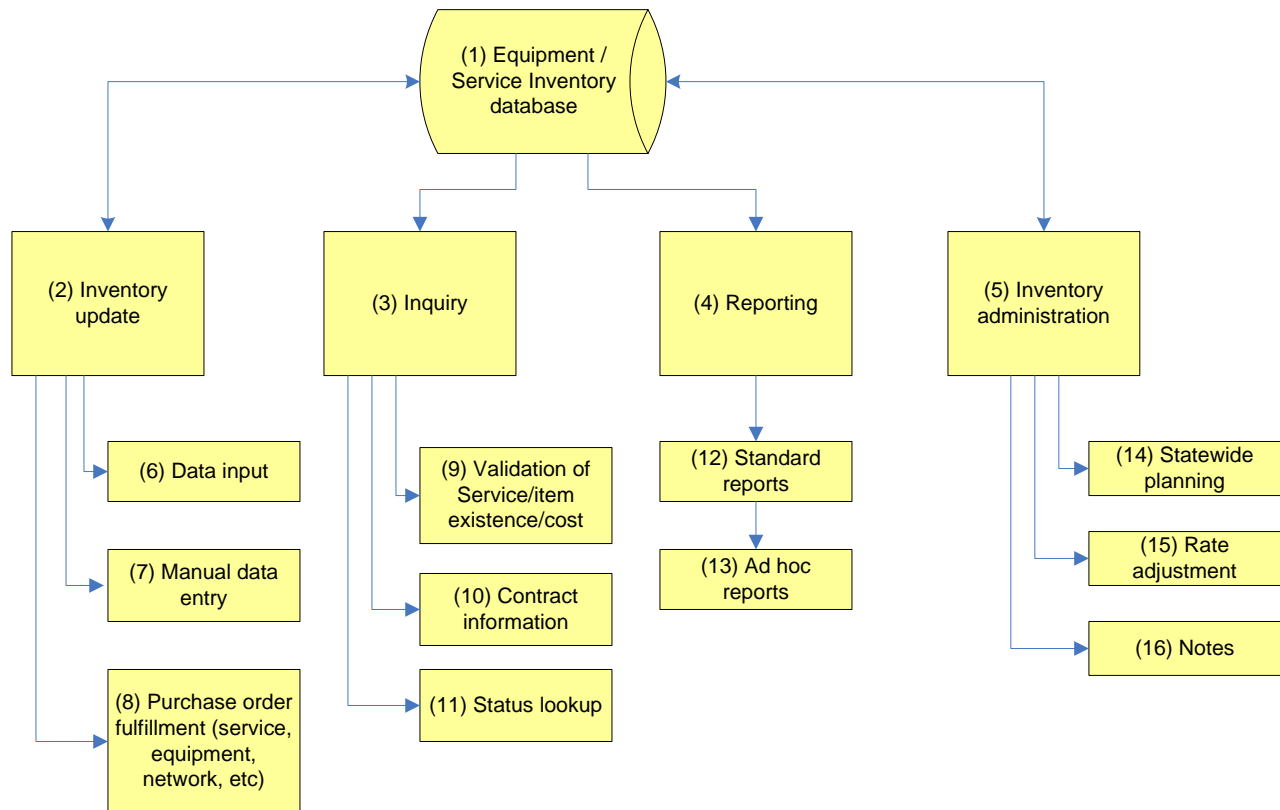 (1) Equipment /
Service Inventory
database
(2) Inventory
update
(3) Inquiry
(4) Reporting
(5) Inventory
administration
(6) Data input
(7) Manual data
entry
(8) Purchase order
fulfillment (service,
equipment,
network, etc)
(9) Validation of
Service/item
existence/cost
(10) Contract
information
(11) Status lookup
(12) Standard
reports
(13) Ad hoc
reports
(14) Statewide
planning
(15) Rate
adjustment
(16) Notes